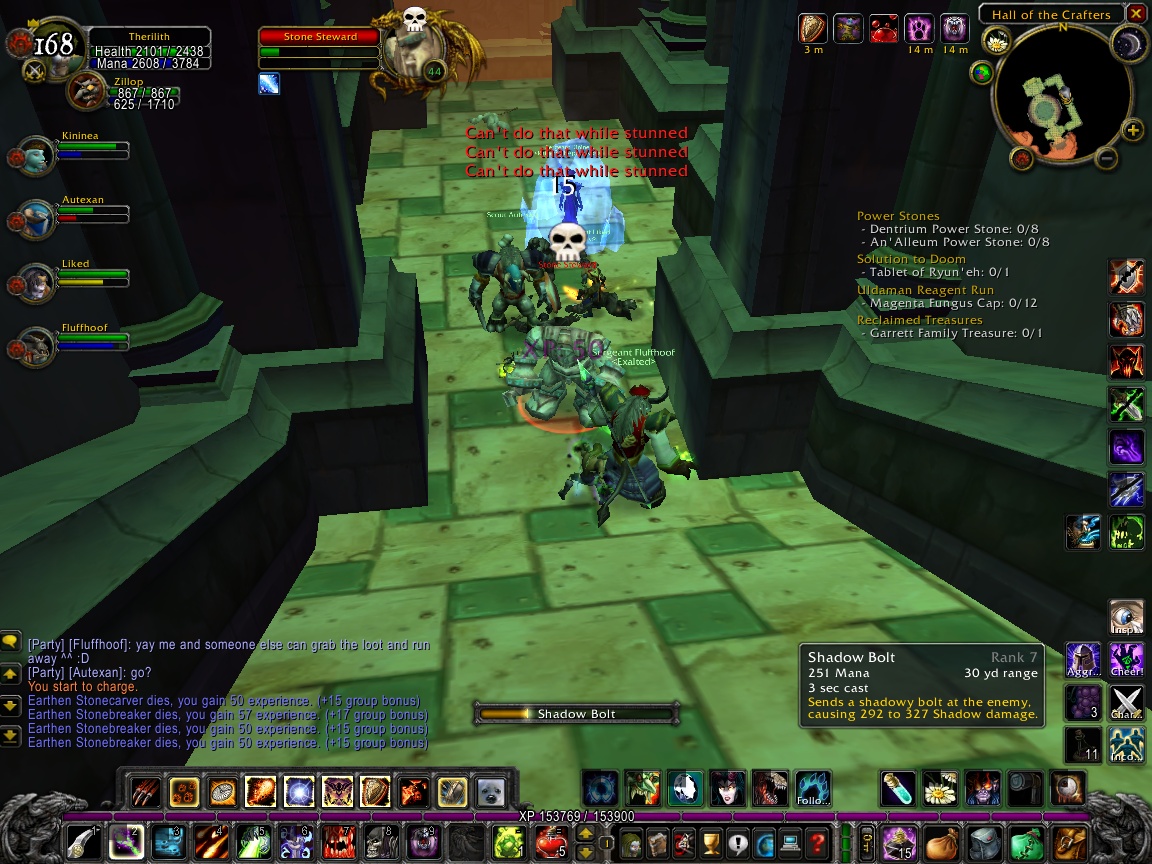 Therilith
168
Health 2101 / 2438
Mana 2608 / 3784
Zillop
867 / 867
625 / 1710
Stone Steward
44
3 m
14 m
14 m
Hall of the Crafters
N
Kininea
Autexan
Liked
Fluffhoof
Can't do that while stunned
Can't do that while stunned
Can't do that while stunned
15
Stone Steward
Sergeant Fluffhoof
<Exalted>
Power Stones
- Dentrium Power Stone: 0/8
- An'Alleum Power Stone: 0/8
Solution to Doom
- Tablet of Ryun'eh: 0/1
Uldaman Reagent Run
- Magenta Fungus Cap: 0/12
Reclaimed Treasures
- Garrett Family Treasure: 0/1
[Party] [Fluffhoof]: yay me and someone else can grab the loot and run
away ^^ :D
[Party] [Autexan]: go?
You start to charge.
Earthen Stonecarver dies, you gain 50 experience. (+15 group bonus)
Earthen Stonebreaker dies, you gain 57 experience. (+17 group bonus)
Earthen Stonebreaker dies, you gain 50 experience. (+15 group bonus)
Earthen Stonebreaker dies, you gain 50 experience. (+15 group bonus)
Shadow Bolt
Shadow Bolt Rank 7
251 Mana 30 yd range
3 sec cast
Sends a shadowy bolt at the enemy,
causing 292 to 327 Shadow damage.
Insp
Aggr...
Cheer!
3
Char...
11
Incd...
Follo...
XP 153769 / 153900
15